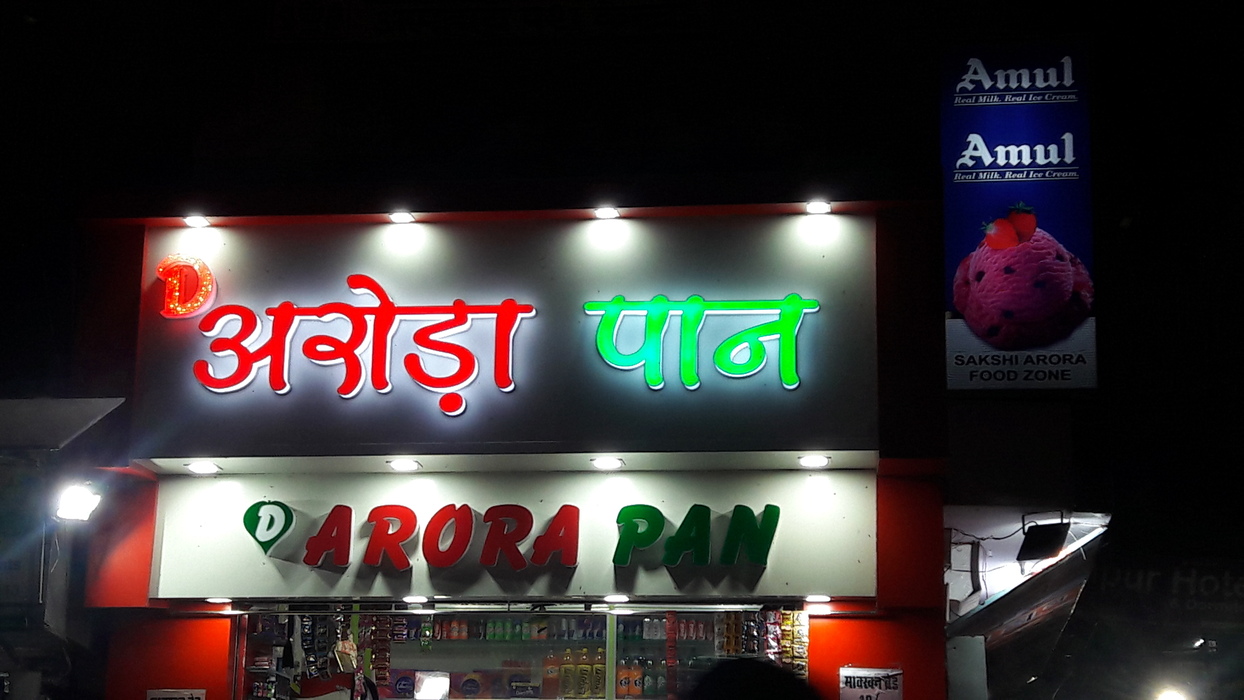 Amul
Real Milk. Real Ice Cream.
Amul
Real Milk. Real Ice Cream.
SAKSHI ARORA
FOOD ZONE
D
अरोड़ा पान
D ARORA PAN
Hote